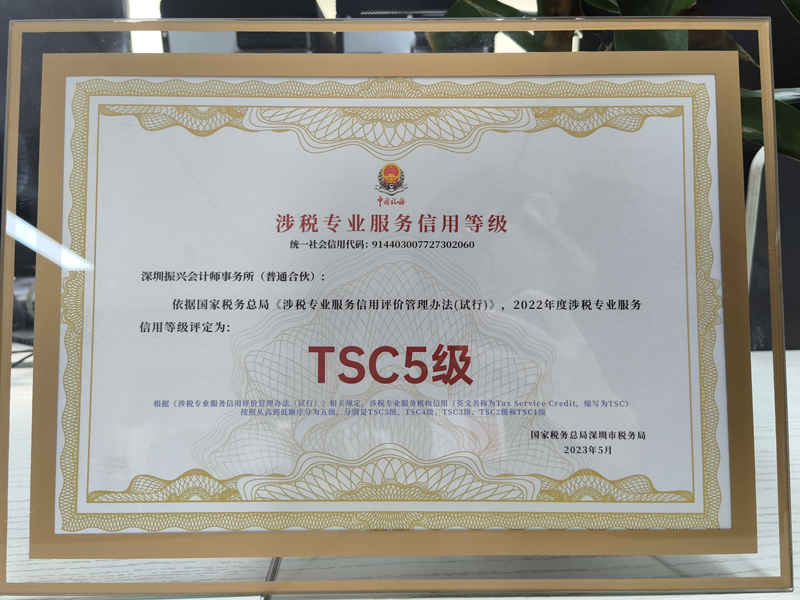 中国税务
涉税专业服务信用等级
统一社会信用代码：914403007727302060
深圳振兴会计师事务所（普通合伙）：
依据国家税务总局《涉税专业服务信用评价管理办法(试行)》，2022年度涉税专业服务
信用等级评定为：
TSC5级
根据《涉税专业服务信用评价管理办法（试行）》相关规定，涉税专业服务机构信用（英文名称为Tax Service Credit，缩写为TSC）
按照从高到低顺序分为五级，分别是TSC5级、TSC4级、TSC3级、TSC2级和TSC1级
国家税务总局深圳市税务局
2023年5月